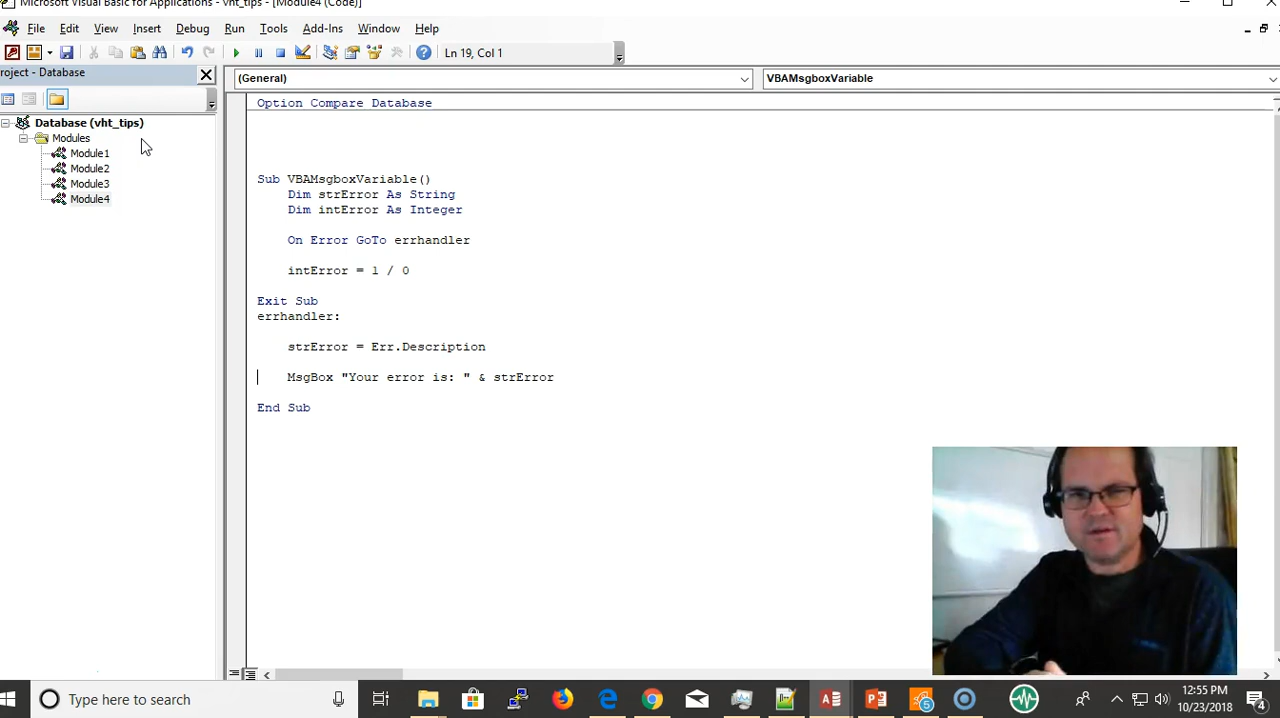 Microsoft Visual Basic for Applications - vht_tips - [Module4 (Code)]
File Edit View Insert Debug Run Tools Add-Ins Window Help
Ln 19, Col 1
roject - Database
(General)
VBAMsgboxVariable
Database (vht_tips)
Modules
Module1
Module2
Module3
Module4
Option Compare Database
Sub VBAMsgboxVariable()
Dim strError As String
Dim intError As Integer
On Error GoTo errhandler
intError = 1 / 0
Exit Sub
errhandler:
strError = Err.Description
MsgBox "Your error is: " & strError
End Sub
Type here to search
12:55 PM
10/23/2018
5
4